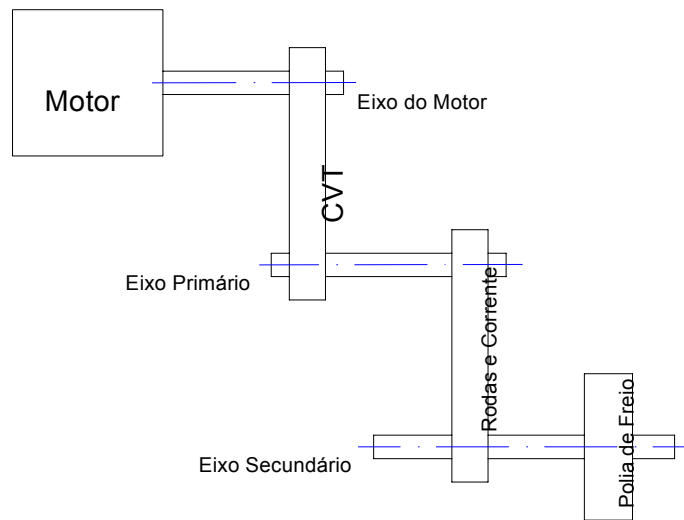 Motor
Eixo do Motor
CVT
Eixo Primário
Rodas e Corrente
Polia de Freio
Eixo Secundário